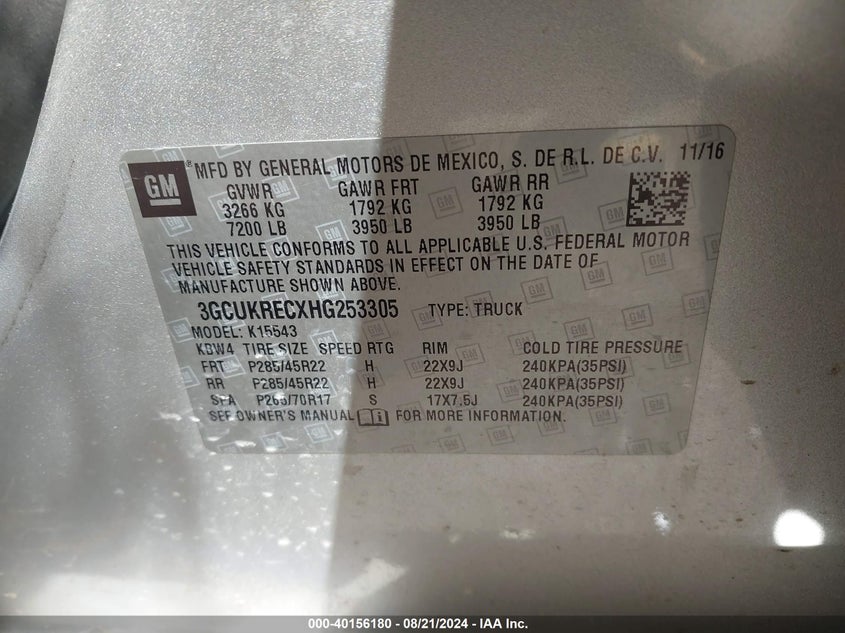 GM ® MFD BY GENERAL MOTORS DE MEXICO, S. DE R.L. DE C.V. 11/16
GVWR GAWR FRT GAWR RR
3266 KG 1792 KG 1792 KG
7200 LB 3950 LB 3950 LB
THIS VEHICLE CONFORMS TO ALL APPLICABLE U.S. FEDERAL MOTOR
VEHICLE SAFETY STANDARDS IN EFFECT ON THE DATE OF
MANUFACTURE SHOWN ABOVE.
3GCUKRECXHG253305 TYPE: TRUCK
MODEL: K15543
KBW4 TIRE SIZE SPEED RTG RIM COLD TIRE PRESSURE
FRT P285/45R22 H 22X9J 240KPA(35PSI)
RR P285/45R22 H 22X9J 240KPA(35PSI)
SPA P265/70R17 S 17X7.5J 240KPA(35PSI)
SEE OWNER'S MANUAL FOR MORE INFORMATION.
000-40156180 - 08/21/2024 - IAA Inc.